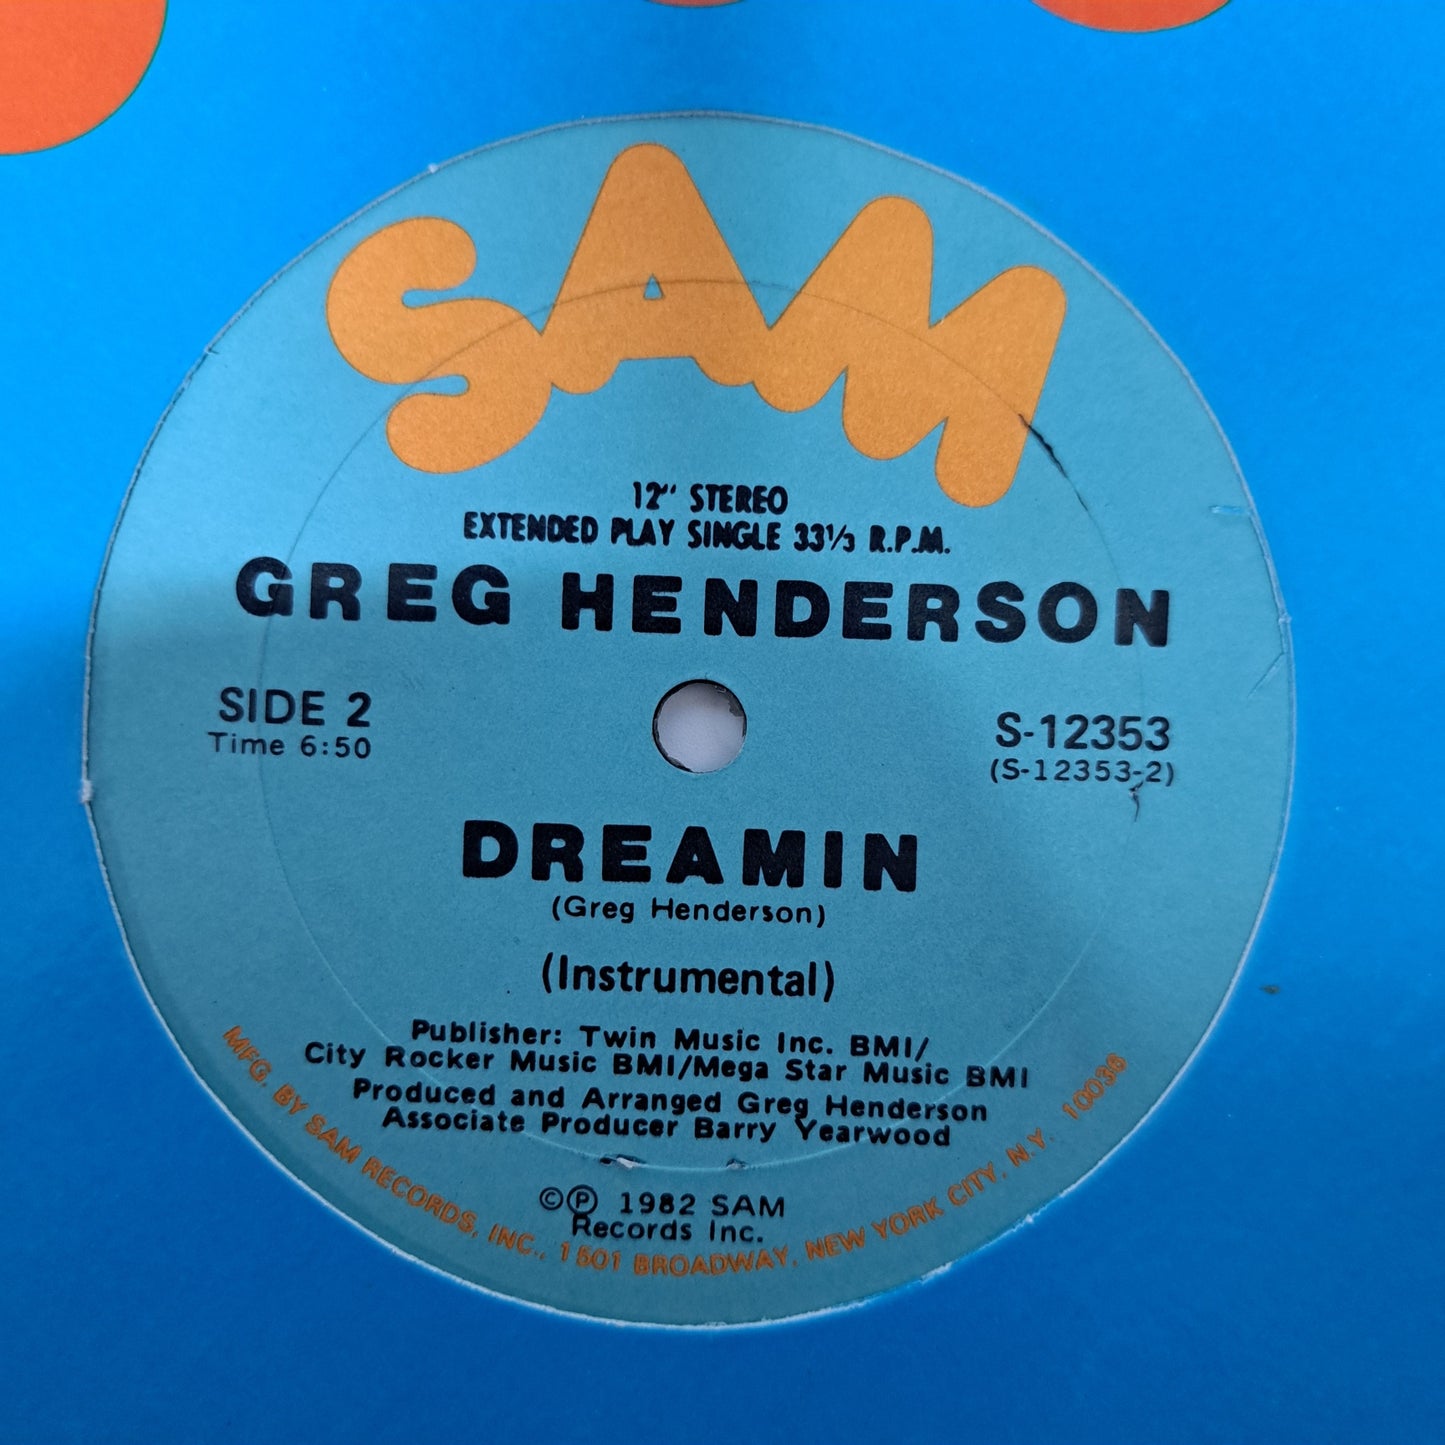 SAM
12" STEREO
EXTENDED PLAY SINGLE 33⅓ R.P.M.
GREG HENDERSON
SIDE 2
Time 6:50
S-12353
(S-12353-2)
DREAMIN
(Greg Henderson)
(Instrumental)
Publisher: Twin Music Inc. BMI/
City Rocker Music BMI/Mega Star Music BMI
Produced and Arranged Greg Henderson
Associate Producer Barry Yearwood
©℗ 1982 SAM
Records Inc.
MFG. BY SAM RECORDS, INC., 1501 BROADWAY, NEW YORK CITY, N.Y. 10036